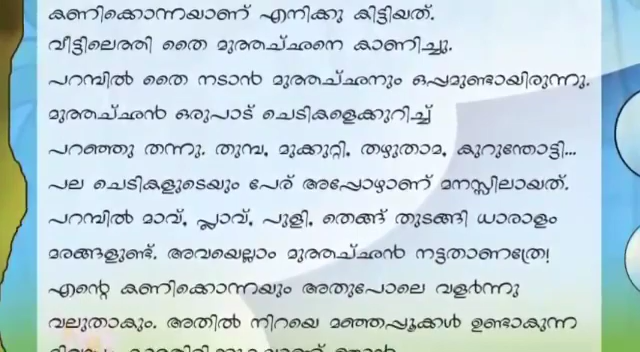 കണിക്കൊന്നയാണ് എനിക്കു കിട്ടിയത്.
വീട്ടിലെത്തി തൈ മുത്തച്ഛനെ കാണിച്ചു.
പറമ്പിൽ തൈ നടാൻ മുത്തച്ഛനും ഒപ്പമുണ്ടായിരുന്നു.
മുത്തച്ഛൻ ഒരുപാട് ചെടികളെക്കുറിച്ച്
പറഞ്ഞു തന്നു. തുമ്പ, മുക്കുറ്റി, തഴുതാമ, കുറുന്തോട്ടി...
പല ചെടികളുടെയും പേര് അപ്പോഴാണ് മനസ്സിലായത്.
പറമ്പിൽ മാവ്, പ്ലാവ്, പുളി, തെങ്ങ് തുടങ്ങി ധാരാളം
മരങ്ങളുണ്ട്. അവയെല്ലാം മുത്തച്ഛൻ നട്ടതാണത്രേ!
എന്റെ കണിക്കൊന്നയും അതുപോലെ വളർന്നു
വലുതാകും. അതിൽ നിറയെ മഞ്ഞപ്പൂക്കൾ ഉണ്ടാകുന്ന